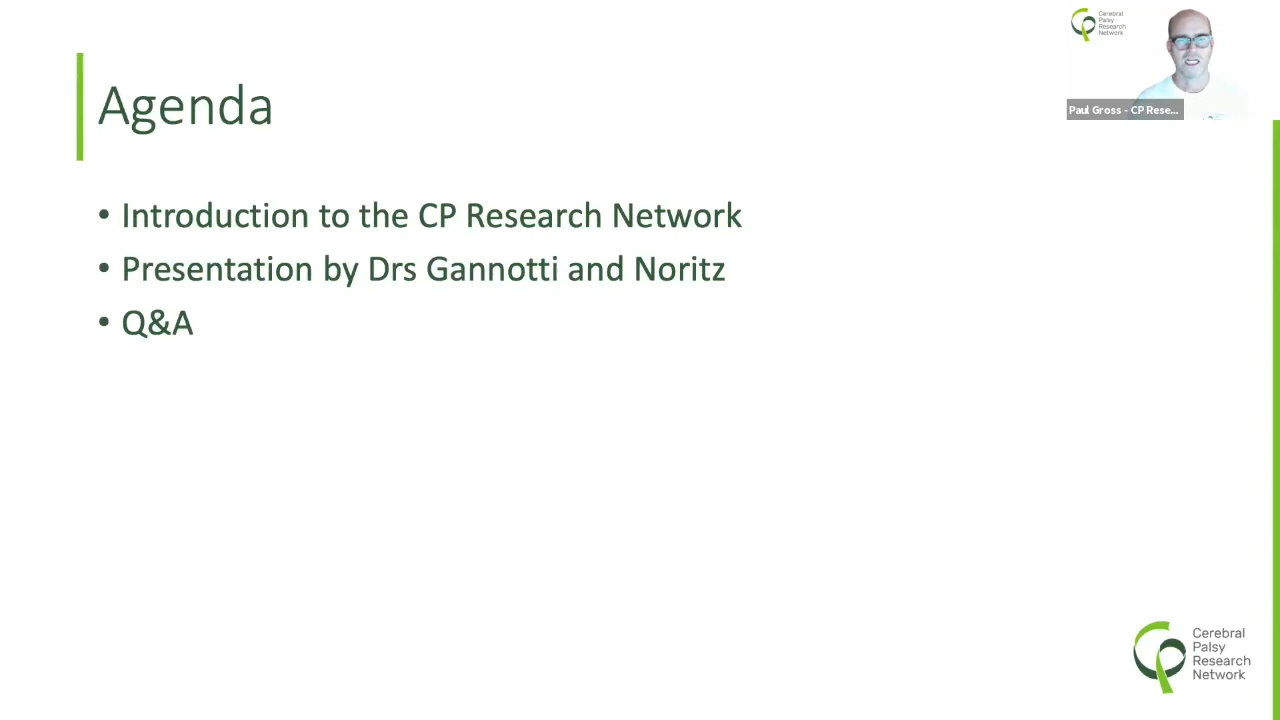 Agenda
• Introduction to the CP Research Network
• Presentation by Drs Gannotti and Noritz
• Q&A
Cerebral
Palsy
Research
Network
Paul Gross - CP Rese...
Cerebral
Palsy
Research
Network